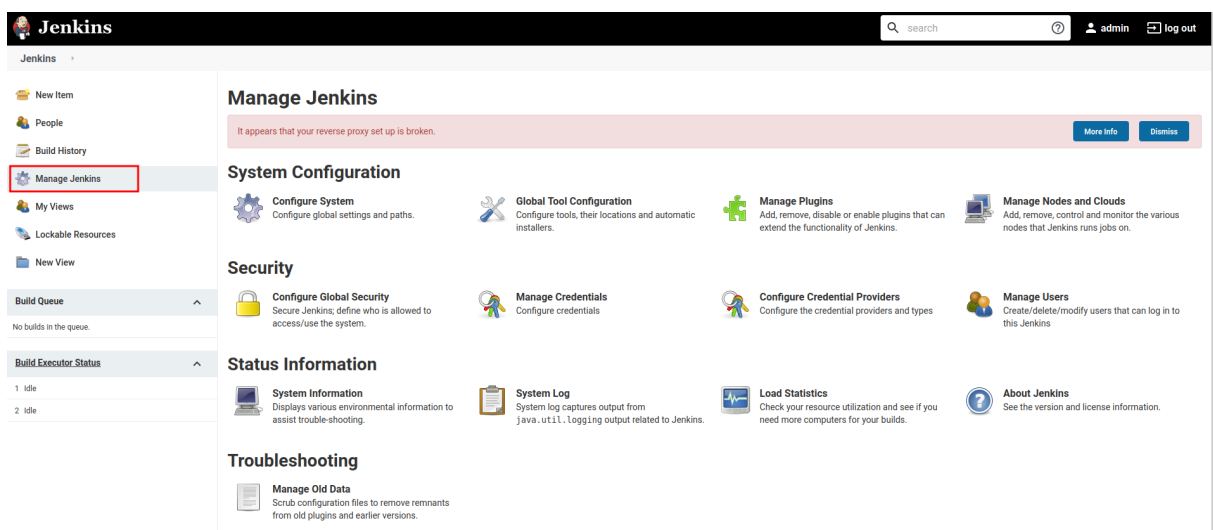 Jenkins
search
admin
log out
Jenkins
New Item
People
Build History
Manage Jenkins
My Views
Lockable Resources
New View
Build Queue
No builds in the queue.
Build Executor Status
1 Idle
2 Idle
Manage Jenkins
It appears that your reverse proxy set up is broken.
More Info
Dismiss
System Configuration
Configure System
Configure global settings and paths.
Global Tool Configuration
Configure tools, their locations and automatic
installers.
Manage Plugins
Add, remove, disable or enable plugins that can
extend the functionality of Jenkins.
Manage Nodes and Clouds
Add, remove, control and monitor the various
nodes that Jenkins runs jobs on.
Security
Configure Global Security
Secure Jenkins; define who is allowed to
access/use the system.
Manage Credentials
Configure credentials
Configure Credential Providers
Configure the credential providers and types
Manage Users
Create/delete/modify users that can log in to
this Jenkins
Status Information
System Information
Displays various environmental information to
assist trouble-shooting.
System Log
System log captures output from
java.util.logging output related to Jenkins.
Load Statistics
Check your resource utilization and see if you
need more computers for your builds.
About Jenkins
See the version and license information.
Troubleshooting
Manage Old Data
Scrub configuration files to remove remnants
from old plugins and earlier versions.